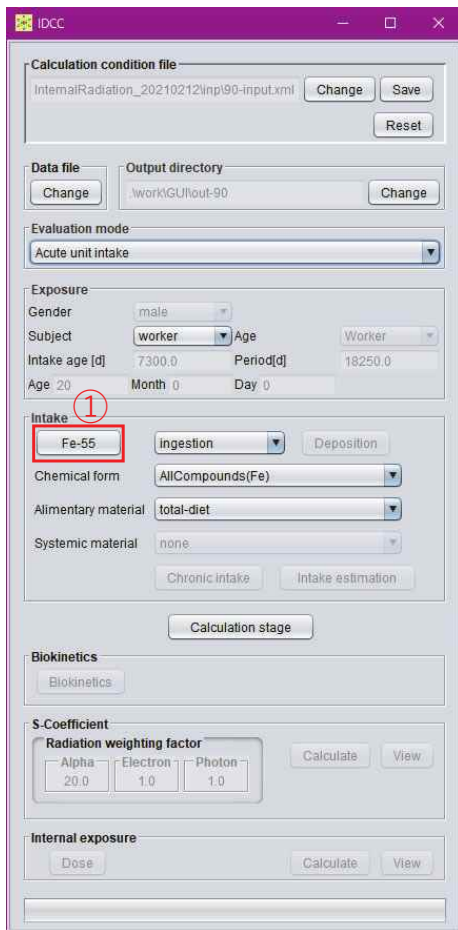 IDCC
Calculation condition file
InternalRadiation_20210212\inp\90-input.xml Change Save
Reset
Data file Output directory
Change .\work\GUI\out-90 Change
Evaluation mode
Acute unit intake
Exposure
Gender male
Subject worker Age Worker
Intake age [d] 7300.0 Period[d] 18250.0
Age 20 Month 0 Day 0
Intake ①
Fe-55 ingestion Deposition
Chemical form AllCompounds(Fe)
Alimentary material total-diet
Systemic material none
Chronic intake Intake estimation
Calculation stage
Biokinetics
Biokinetics
S-Coefficient
Radiation weighting factor
Alpha Electron Photon Calculate View
20.0 1.0 1.0
Internal exposure
Dose Calculate View